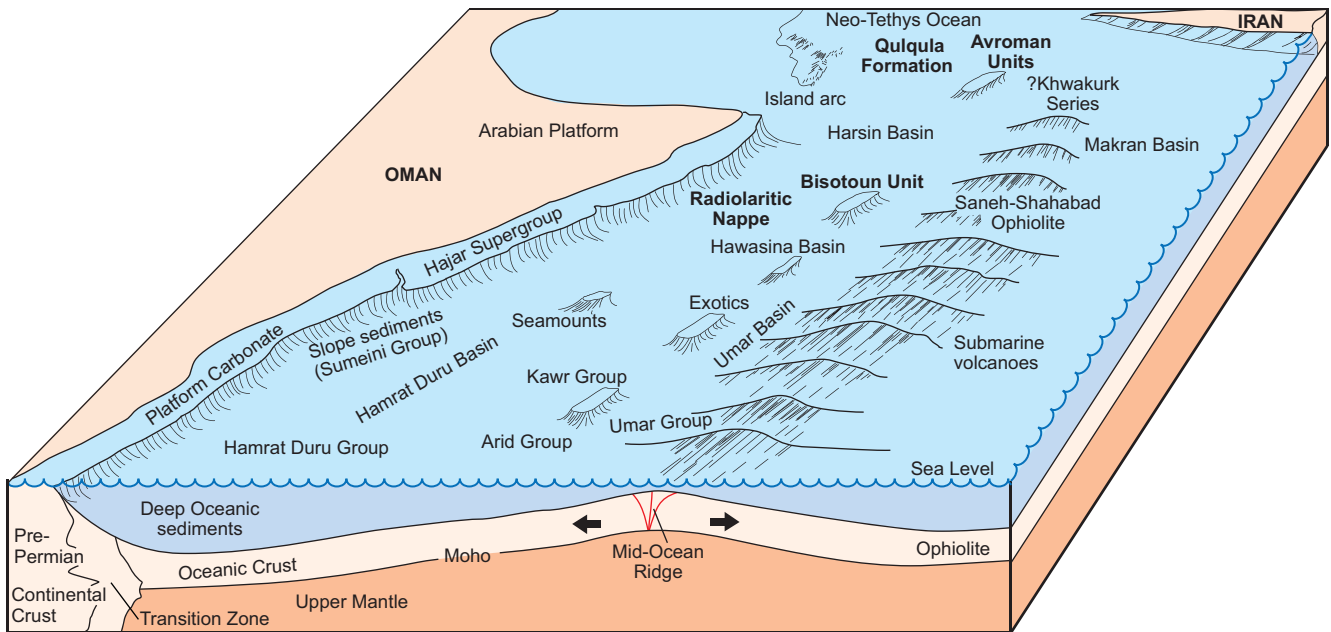 Neo-Tethys Ocean
IRAN
Qulqula
Formation
Avroman
Units
?Khwakurk
Series
Island arc
Arabian Platform
Harsin Basin
Makran Basin
OMAN
Bisotoun Unit
Radiolaritic
Nappe
Saneh-Shahabad
Ophiolite
Hajar Supergroup
Hawasina Basin
Exotics
Seamounts
Umar Basin
Submarine
volcanoes
Platform Carbonate
Slope sediments
(Sumeini Group)
Hamrat Duru Basin
Kawr Group
Umar Group
Arid Group
Hamrat Duru Group
Sea Level
Deep Oceanic
sediments
Pre-
Permian
Continental
Crust
Oceanic Crust
Moho
Mid-Ocean
Ridge
Ophiolite
Upper Mantle
Transition Zone